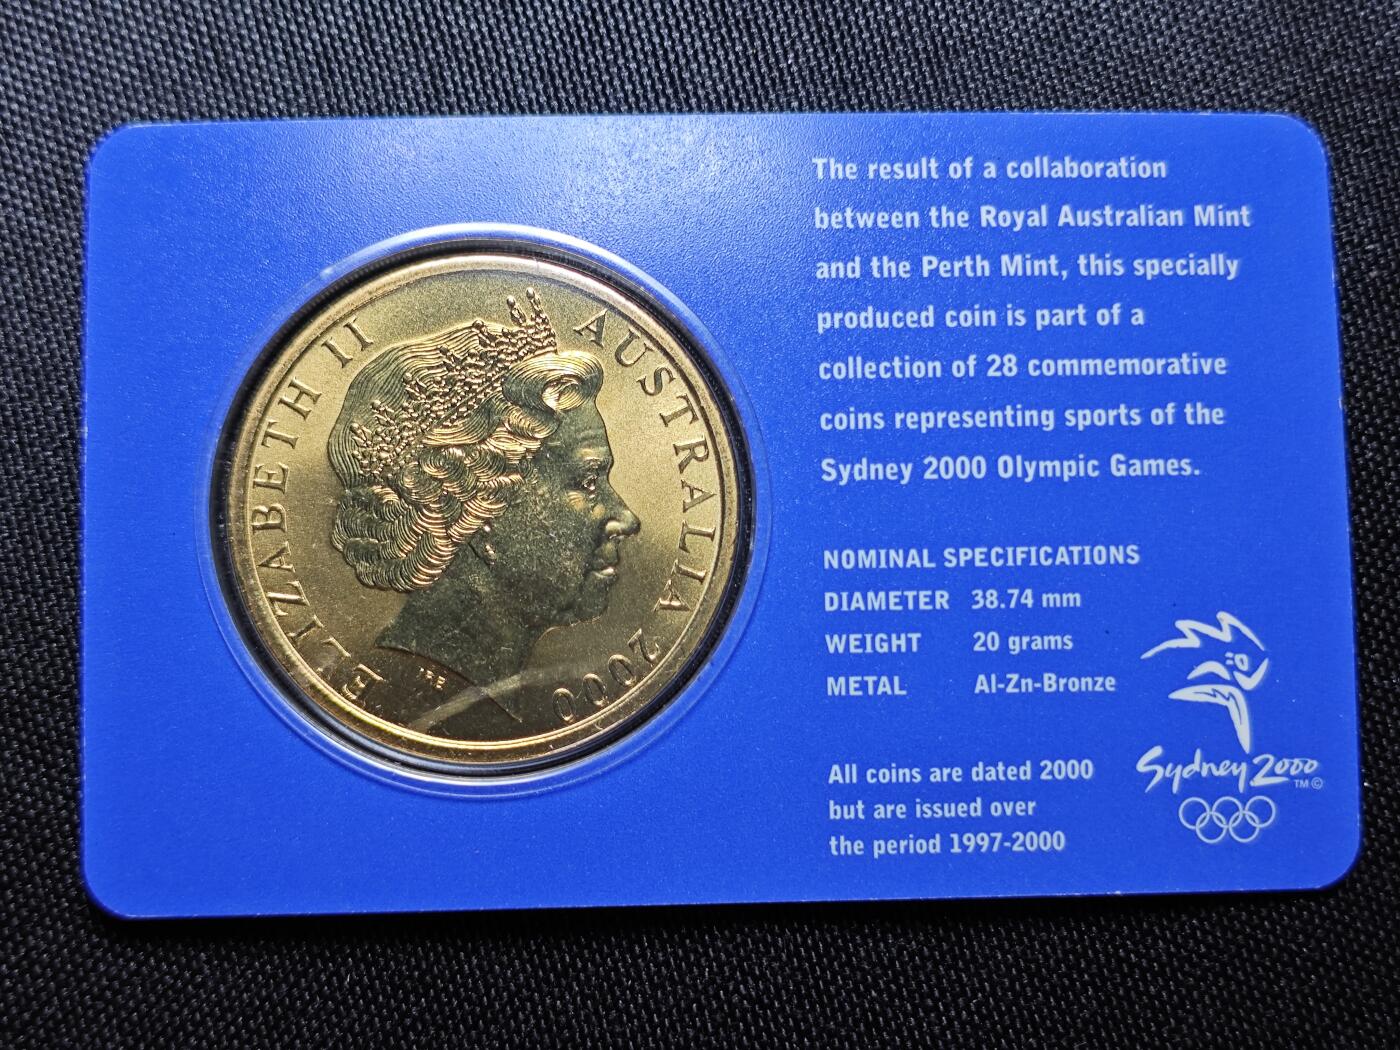 ELIZABETH II
AUSTRALIA 2000
IRB
The result of a collaboration
between the Royal Australian Mint
and the Perth Mint, this specially
produced coin is part of a
collection of 28 commemorative
coins representing sports of the
Sydney 2000 Olympic Games.
NOMINAL SPECIFICATIONS
DIAMETER 38.74 mm
WEIGHT 20 grams
METAL Al-Zn-Bronze
All coins are dated 2000
but are issued over
the period 1997-2000
Sydney 2000
TM ©